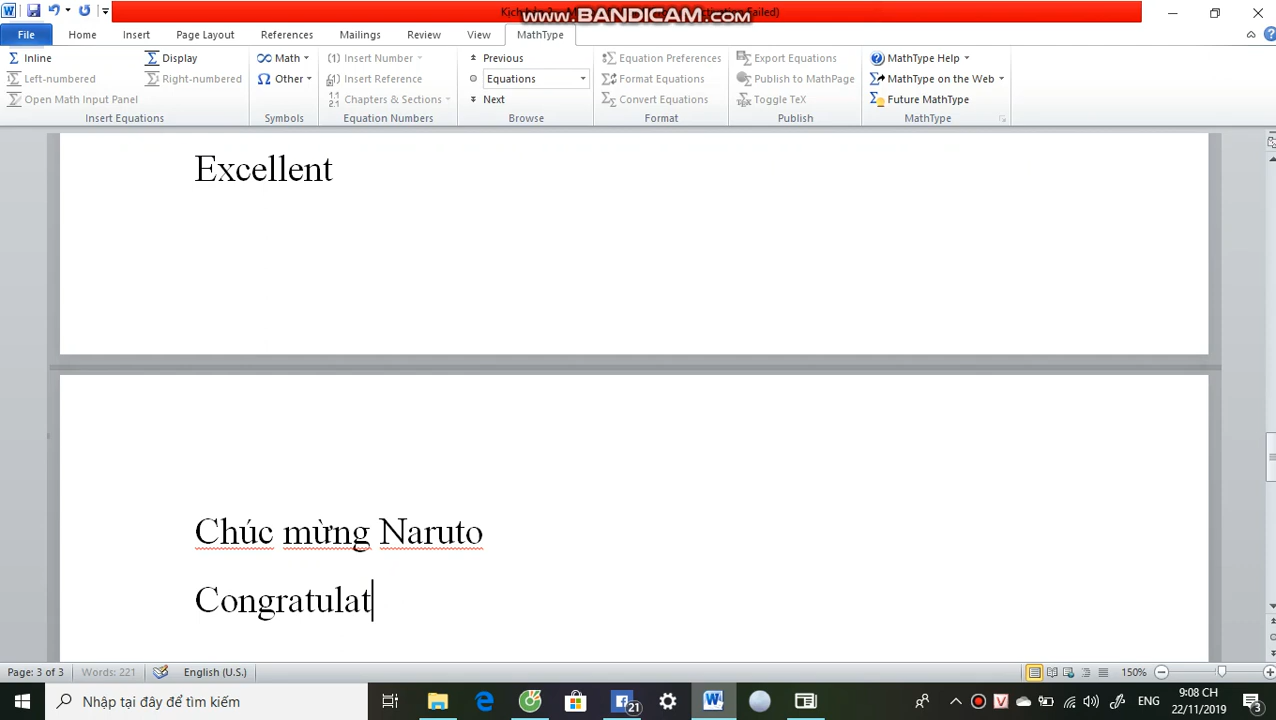 www.BANDICAM.com
File Home Insert Page Layout References Mailings Review View MathType
Inline Display Math Insert Number Previous Equation Preferences Export Equations MathType Help
Left-numbered Right-numbered Other Insert Reference Equations Format Equations Publish to MathPage MathType on the Web
Open Math Input Panel Chapters & Sections Next Convert Equations Toggle TeX Future MathType
Insert Equations Symbols Equation Numbers Browse Format Publish MathType
Excellent
Chúc mừng Naruto
Congratulat
Page: 3 of 3 Words: 221 English (U.S.) 150%
Nhập tại đây để tìm kiếm 21 ENG 9:08 CH
22/11/2019 3